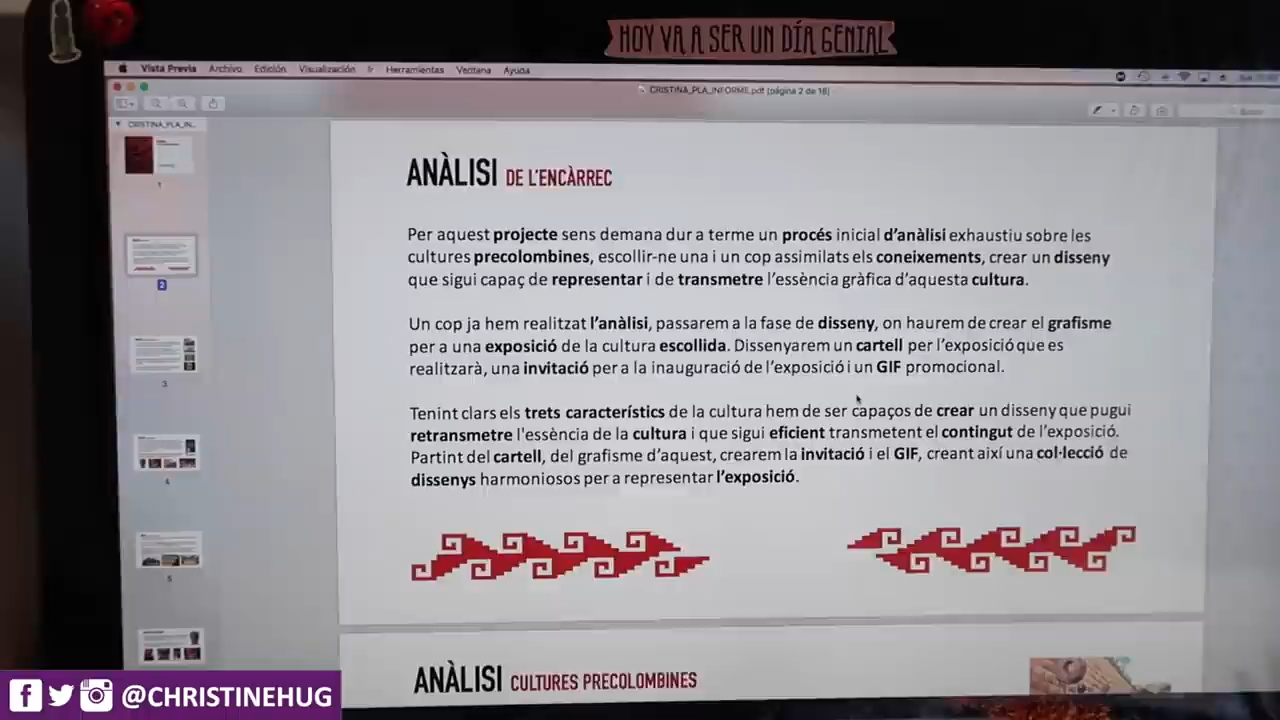 HOY VA A SER UN DÍA GENIAL
Vista Previa Archivo Edición Visualización Ir Herramientas Ventana Ayuda
CRISTINA_PLA_INFORME.pdf (página 2 de 16)
CRISTINA_PLA_IN...
1
2
3
4
5
ANÀLISI DE L'ENCÀRREC
Per aquest projecte sens demana dur a terme un procés inicial d'anàlisi exhaustiu sobre les
cultures precolombines, escollir-ne una i un cop assimilats els coneixements, crear un disseny
que sigui capaç de representar i de transmetre l'essència gràfica d'aquesta cultura.
Un cop ja hem realitzat l'anàlisi, passarem a la fase de disseny, on haurem de crear el grafisme
per a una exposició de la cultura escollida. Dissenyarem un cartell per l'exposició que es
realitzarà, una invitació per a la inauguració de l'exposició i un GIF promocional.
Tenint clars els trets característics de la cultura hem de ser capaços de crear un disseny que pugui
retransmetre l'essència de la cultura i que sigui eficient transmetent el contingut de l'exposició.
Partint del cartell, del grafisme d'aquest, crearem la invitació i el GIF, creant així una col·lecció de
dissenys harmoniosos per a representar l'exposició.
ANÀLISI CULTURES PRECOLOMBINES
@CHRISTINEHUG